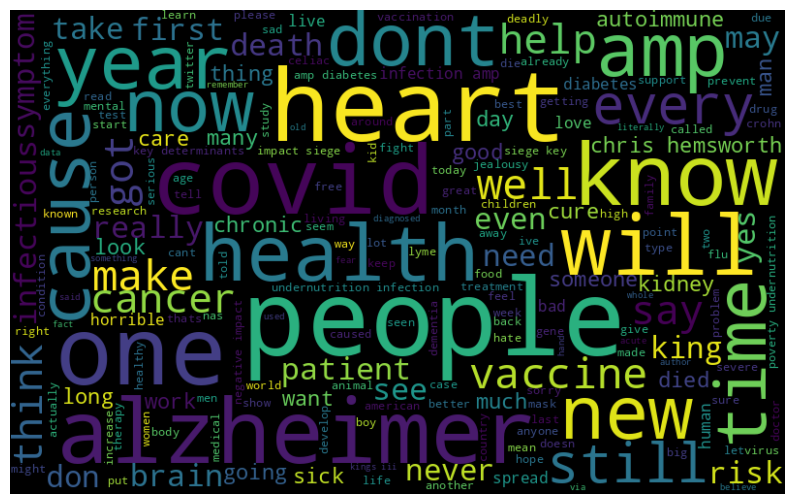 year
take first
death
dont
help
amp
autoimmune
may
learn
please
sad
celiac
live
thing
everything
twitter
remember
vaccination
deadly
due
already
die
amp diabetes
infection amp
diabetes
support
prevent
many
symptom
infectious
cause
now
heart
every
read
mental
test
start
care
many
study
old
around
part
day
best
getting
love
literally
called
drug
crohn
data
got
key determinants
impact siege
kid
fight
siege key
good
jealousy
chris hemsworth
person
serious
age
tell
free
covid
today
great
children
well
know
family
known
research
really
living
month
diagnosed
even
cure
high
point
type
two
flu
yes
look
chronic
seem
way
lot
keep
lyme
away
ive
need
will
something
cant
told
fear
health
food
someone
kidney
condition
said
make
undernutrition infection
treatment
feel
week
bad
gene
whole
poverty undernutrition
time
right
fact
cancer
horrible
thats
has
used
caused
seen
dementia
back
hate
made
give
problem
severe
acute
say
one
people
negative impact
hands
author
sure
doctor
think
healthy
patient
vaccine
king
long
work
men
world
animal
case
see
sorry
died
human
actually
increase
therapy
women
medical
want
show
develop
american
better
much
mask
country
last
anyone
doesn
new
let
virus
big
might
don
put
body
brain
alzheimer
going
boy
kings iii
sick
life
another
never
mean
hope
spread
still
via
believe
risk